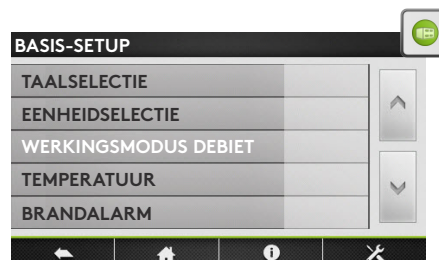 BASIS-SETUP
TAALSELECTIE
EENHEIDSELECTIE
WERKINGSMODUS DEBIET
TEMPERATUUR
BRANDALARM